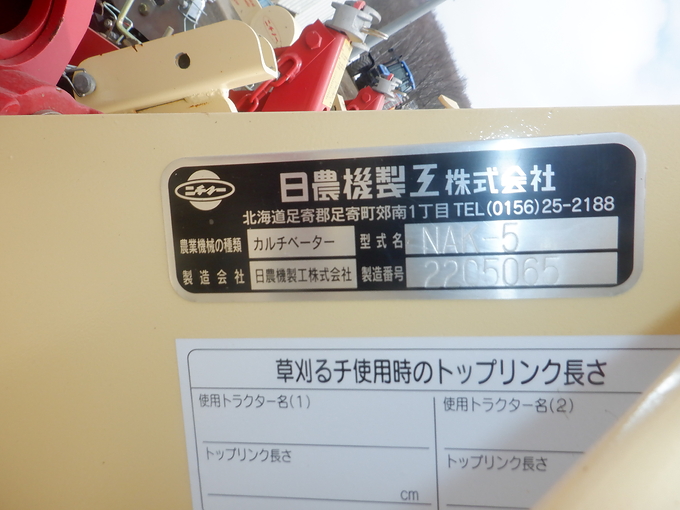 ニチノー
日農機製工株式会社
北海道足寄郡足寄町郊南1丁目 TEL(0156)25-2188
農業機械の種類 カルチベーター 型式名 NAK-5
製造会社 日農機製工株式会社 製造番号 2205065
草刈るチ使用時のトップリンク長さ
使用トラクター名(1) 使用トラクター名(2)
トップリンク長さ トップリンク長さ
cm